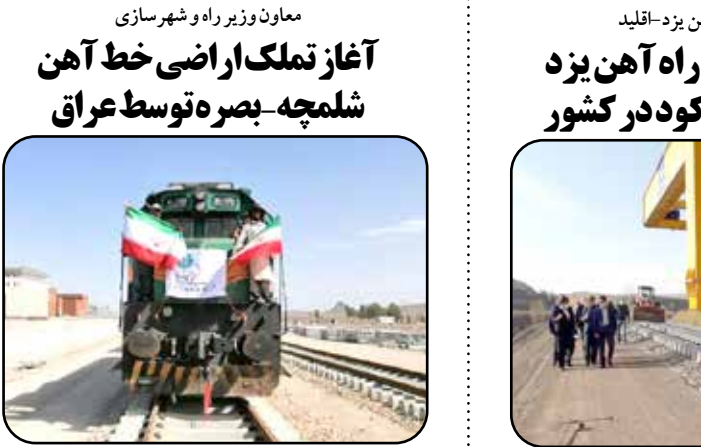 ن یزد-اقلید
راه آهن یزد
کود در کشور
معاون وزیر راه و شهرسازی
آغاز تملک اراضی خط آهن
شلمچه-بصره توسط عراق